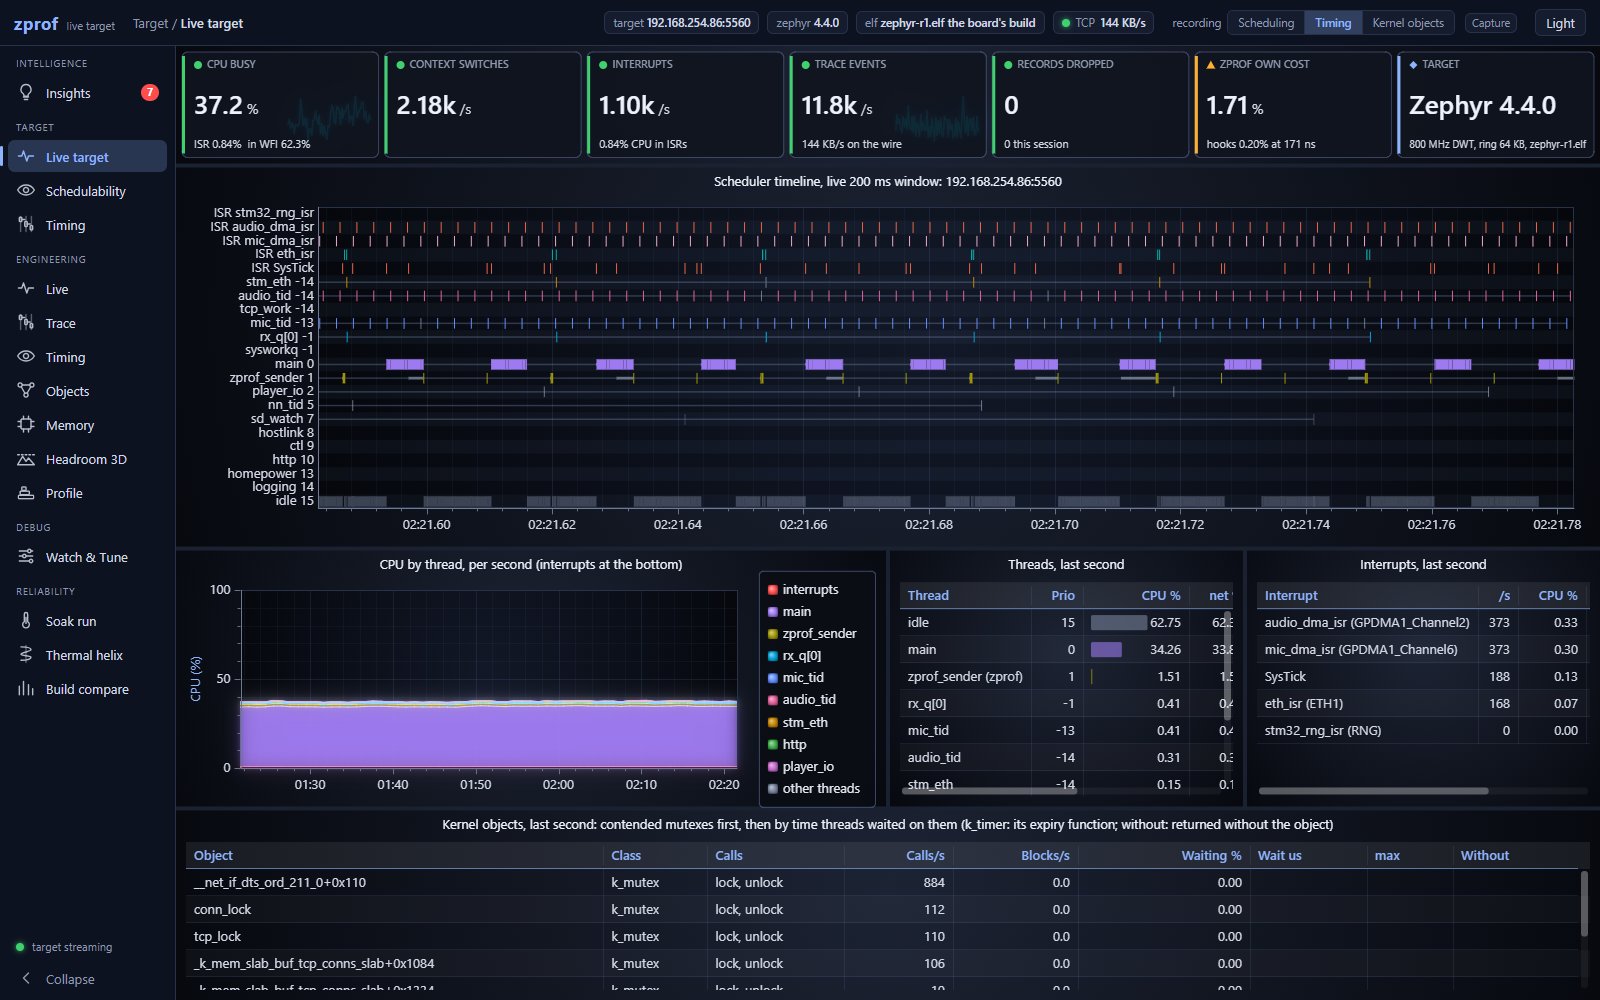 zprof live target
Target / Live target
target 192.168.254.86:5560
zephyr 4.4.0
elf zephyr-r1.elf the board's build
TCP 144 KB/s
recording
Scheduling
Timing
Kernel objects
Capture
Light
INTELLIGENCE
Insights 7
TARGET
Live target
Schedulability
Timing
ENGINEERING
Live
Trace
Timing
Objects
Memory
Headroom 3D
Profile
DEBUG
Watch & Tune
RELIABILITY
Soak run
Thermal helix
Build compare
target streaming
Collapse
CPU BUSY
37.2 %
ISR 0.84% in WFI 62.3%
CONTEXT SWITCHES
2.18k /s
INTERRUPTS
1.10k /s
0.84% CPU in ISRs
TRACE EVENTS
11.8k /s
144 KB/s on the wire
RECORDS DROPPED
0
0 this session
ZPROF OWN COST
1.71 %
hooks 0.20% at 171 ns
TARGET
Zephyr 4.4.0
800 MHz DWT, ring 64 KB, zephyr-r1.elf
Scheduler timeline, live 200 ms window: 192.168.254.86:5560
ISR stm32_rng_isr
ISR audio_dma_isr
ISR mic_dma_isr
ISR eth_isr
ISR SysTick
stm_eth -14
audio_tid -14
tcp_work -14
mic_tid -13
rx_q[0] -1
sysworkq -1
main 0
zprof_sender 1
player_io 2
nn_tid 5
sd_watch 7
hostlink 8
ctl 9
http 10
homepower 13
logging 14
idle 15
02:21.60 02:21.62 02:21.64 02:21.66 02:21.68 02:21.70 02:21.72 02:21.74 02:21.76 02:21.78
CPU by thread, per second (interrupts at the bottom)
CPU (%)
100
50
0
01:30 01:40 01:50 02:00 02:10 02:20
interrupts
main
zprof_sender
rx_q[0]
mic_tid
audio_tid
stm_eth
http
player_io
other threads
Threads, last second
Thread Prio CPU % net
idle 15 62.75 62.
main 0 34.26 33.
zprof_sender (zprof) 1 1.51 1.
rx_q[0] -1 0.41 0.
mic_tid -13 0.41 0.
audio_tid -14 0.31 0.
stm_eth -14 0.15 0.1
Interrupts, last second
Interrupt /s CPU %
audio_dma_isr (GPDMA1_Channel2) 373 0.33
mic_dma_isr (GPDMA1_Channel6) 373 0.30
SysTick 188 0.13
eth_isr (ETH1) 168 0.07
stm32_rng_isr (RNG) 0 0.00
Kernel objects, last second: contended mutexes first, then by time threads waited on them (k_timer: its expiry function; without: returned without the object)
Object Class Calls Calls/s Blocks/s Waiting % Wait us max Without
__net_if_dts_ord_211_0+0x110 k_mutex lock, unlock 884 0.0 0.00
conn_lock k_mutex lock, unlock 112 0.0 0.00
tcp_lock k_mutex lock, unlock 110 0.0 0.00
_k_mem_slab_buf_tcp_conns_slab+0x1084 k_mutex lock, unlock 106 0.0 0.00